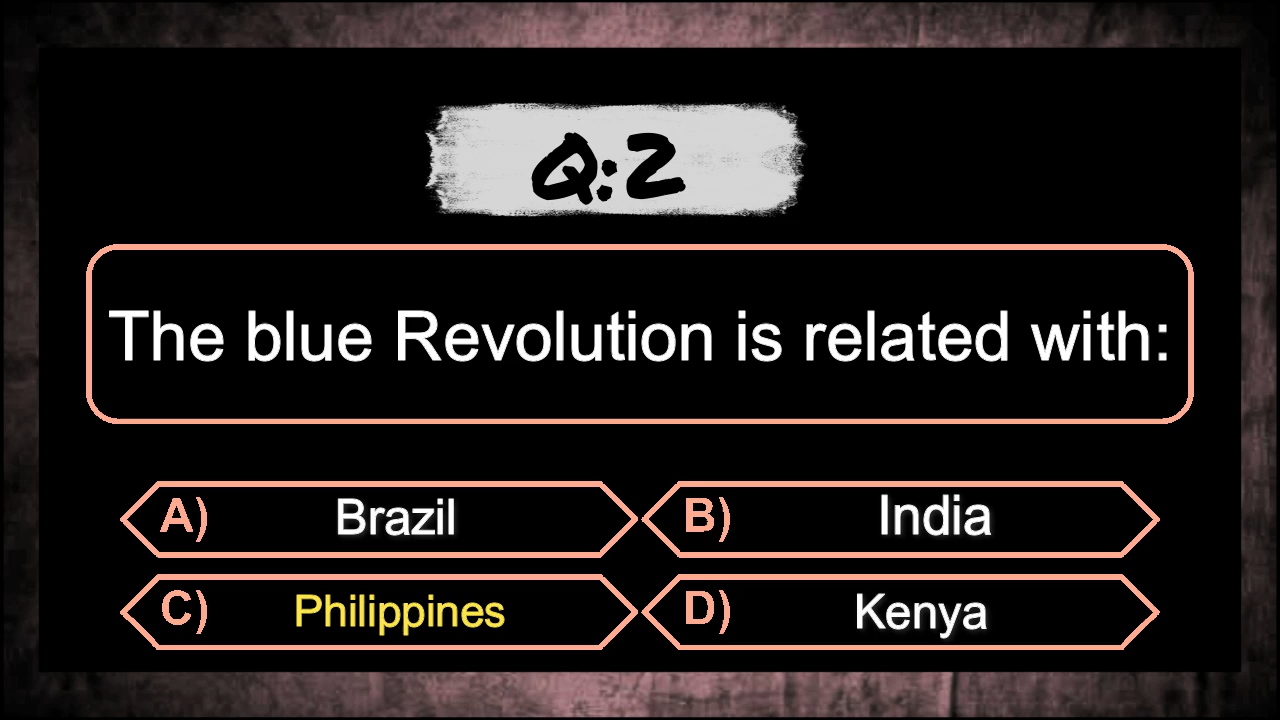 Q:2
The blue Revolution is related with:
A) Brazil
B) India
C) Philippines
D) Kenya